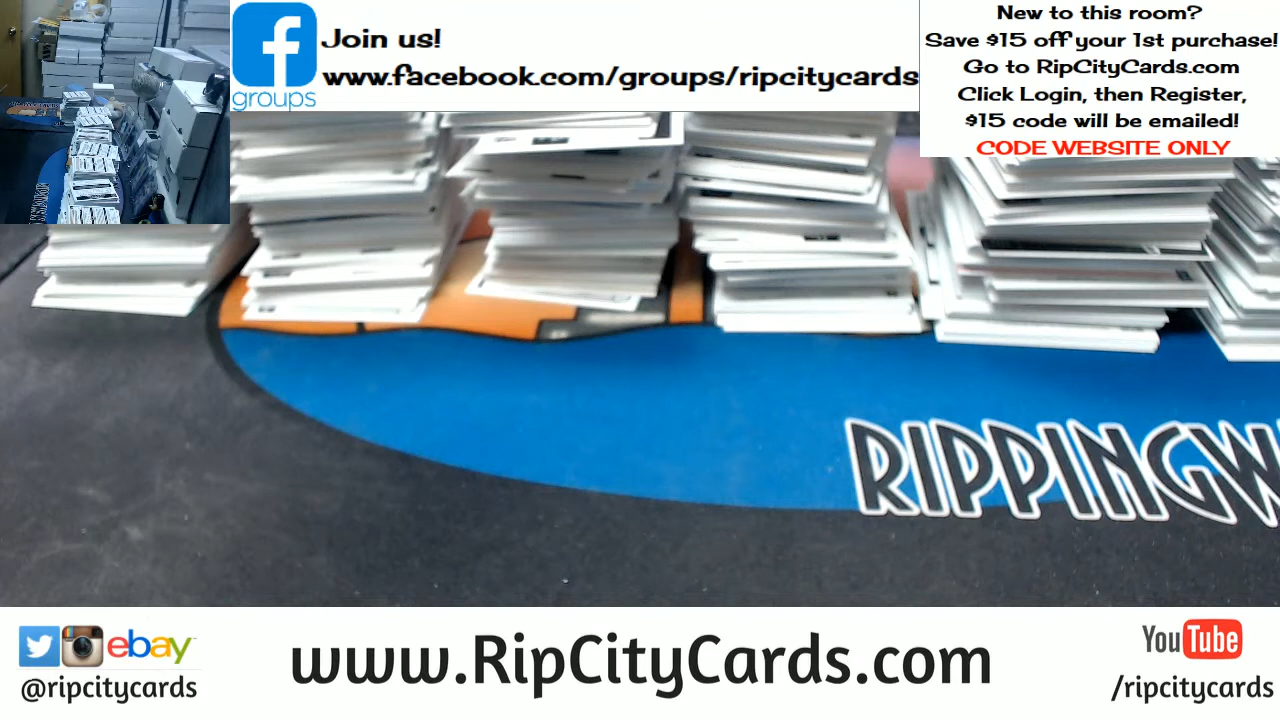 Join us!
www.facebook.com/groups/ripcitycards
groups
New to this room?
Save $15 off your 1st purchase!
Go to RipCityCards.com
Click Login, then Register,
$15 code will be emailed!
CODE WEBSITE ONLY
RIPPINGW
ebay
@ripcitycards
www.RipCityCards.com
YouTube
/ripcitycards